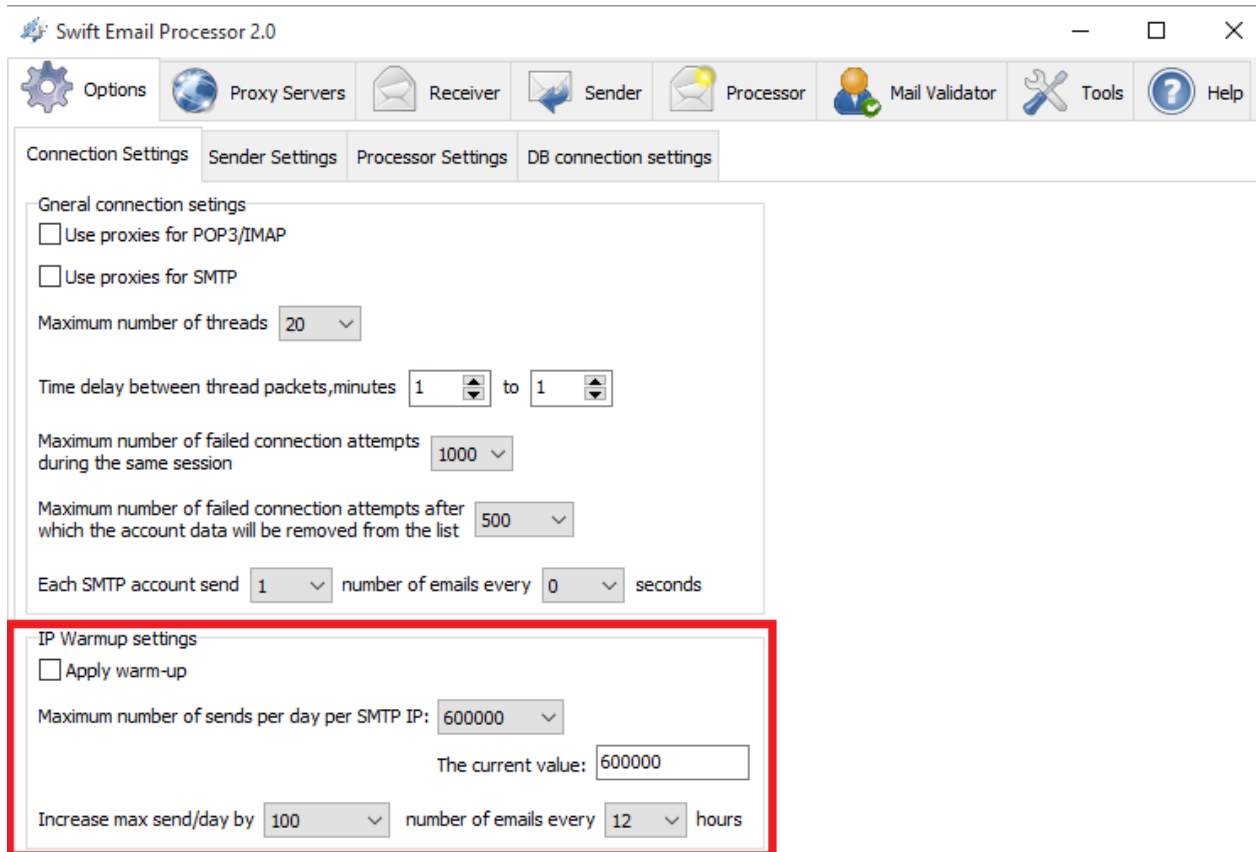 Swift Email Processor 2.0
Options Proxy Servers Receiver Sender Processor Mail Validator Tools Help
Connection Settings Sender Settings Processor Settings DB connection settings
Gneral connection setings
Use proxies for POP3/IMAP
Use proxies for SMTP
Maximum number of threads 20
Time delay between thread packets,minutes 1 to 1
Maximum number of failed connection attempts
during the same session 1000
Maximum number of failed connection attempts after
which the account data will be removed from the list 500
Each SMTP account send 1 number of emails every 0 seconds
IP Warmup settings
Apply warm-up
Maximum number of sends per day per SMTP IP: 600000
The current value: 600000
Increase max send/day by 100 number of emails every 12 hours